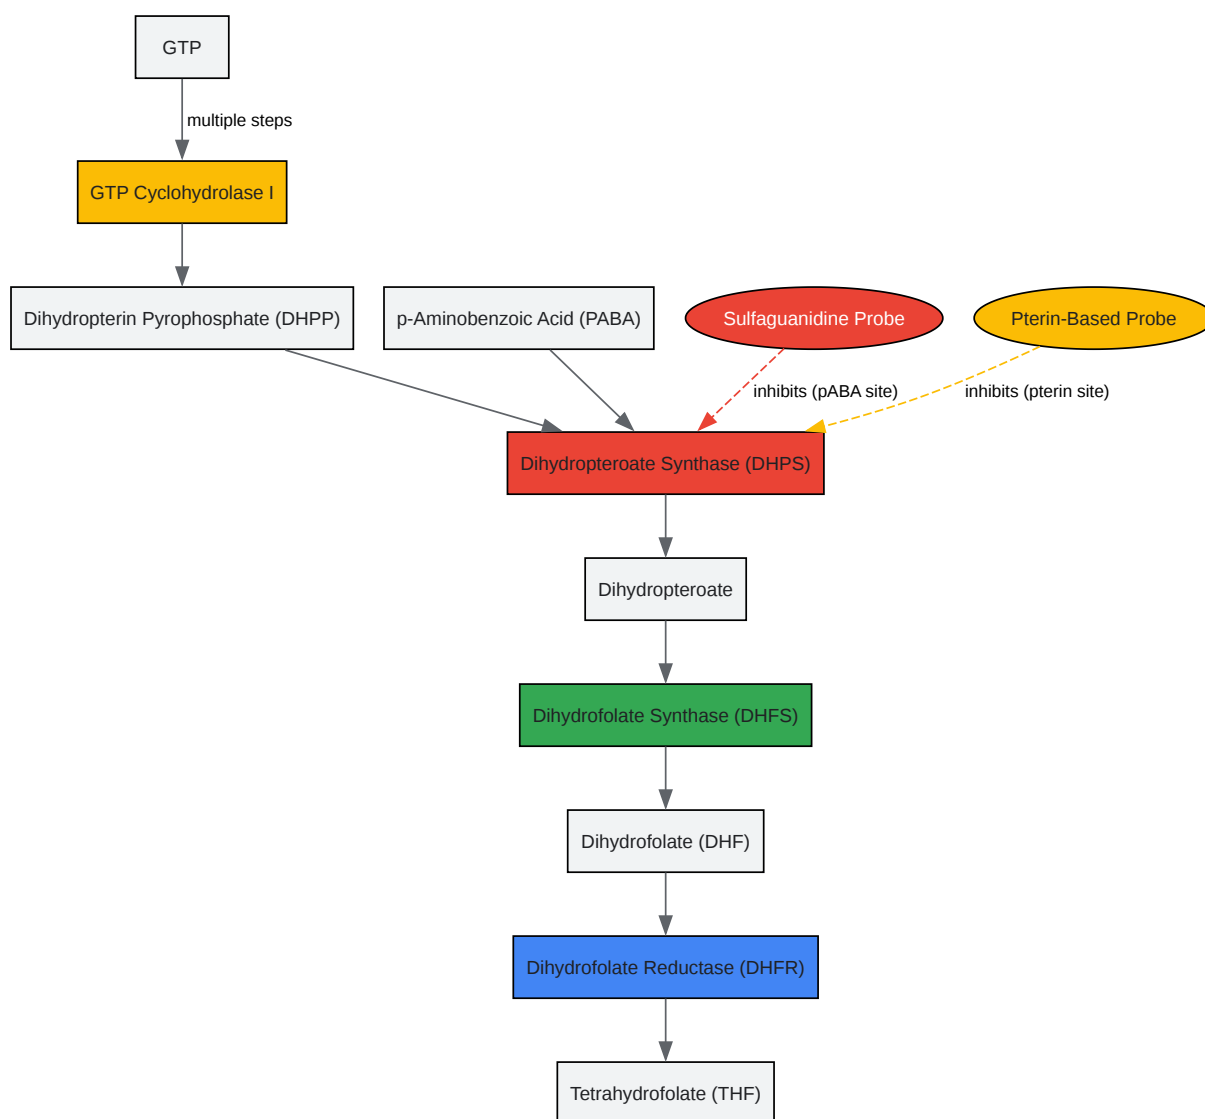 GTP
multiple steps
GTP Cyclohydrolase I
Dihydropterin Pyrophosphate (DHPP)
p-Aminobenzoic Acid (PABA)
Sulfaguanidine Probe
Pterin-Based Probe
inhibits (pABA site)
inhibits (pterin site)
Dihydropteroate Synthase (DHPS)
Dihydropteroate
Dihydrofolate Synthase (DHFS)
Dihydrofolate (DHF)
Dihydrofolate Reductase (DHFR)
Tetrahydrofolate (THF)